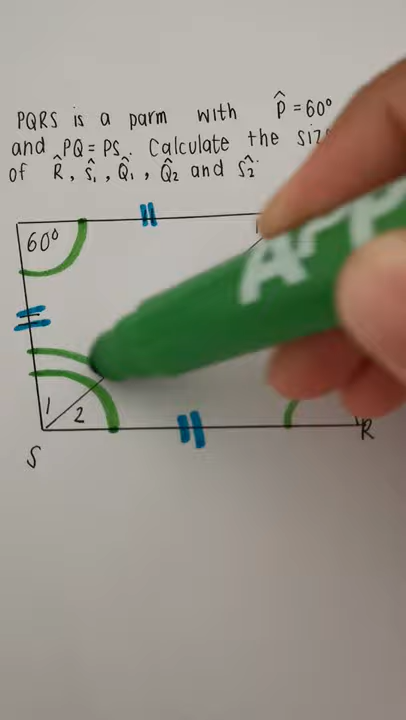 PQRS is a parm with P̂ = 60°
and PQ = PS. Calculate the
of R̂, Ŝ₁, Q̂₁, Q̂₂ and Ŝ₂.
60°
1
2
R
S